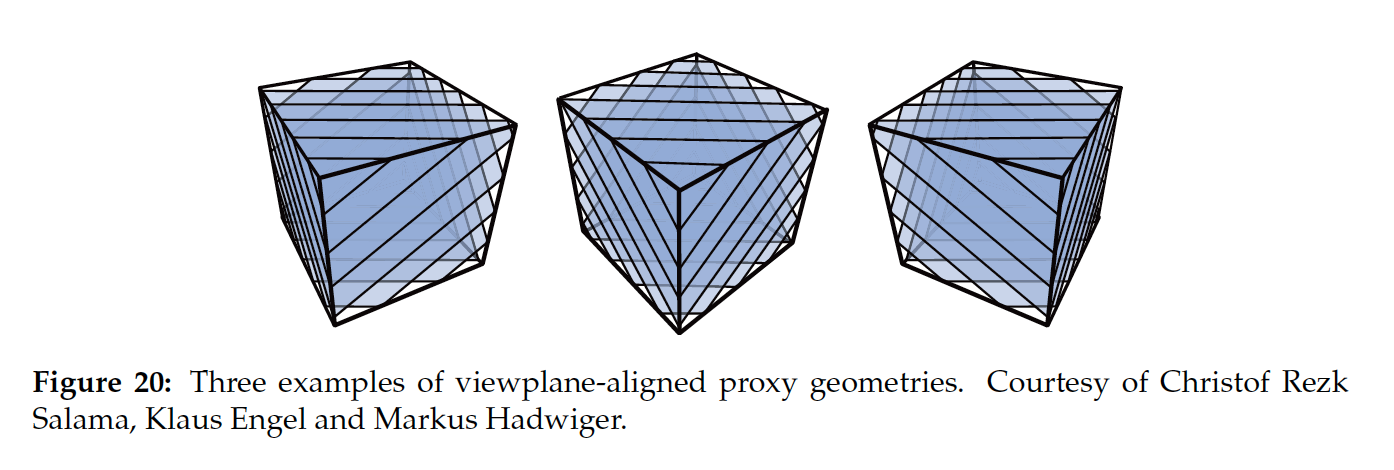 Figure 20: Three examples of viewplane-aligned proxy geometries. Courtesy of Christof Rezk
Salama, Klaus Engel and Markus Hadwiger.